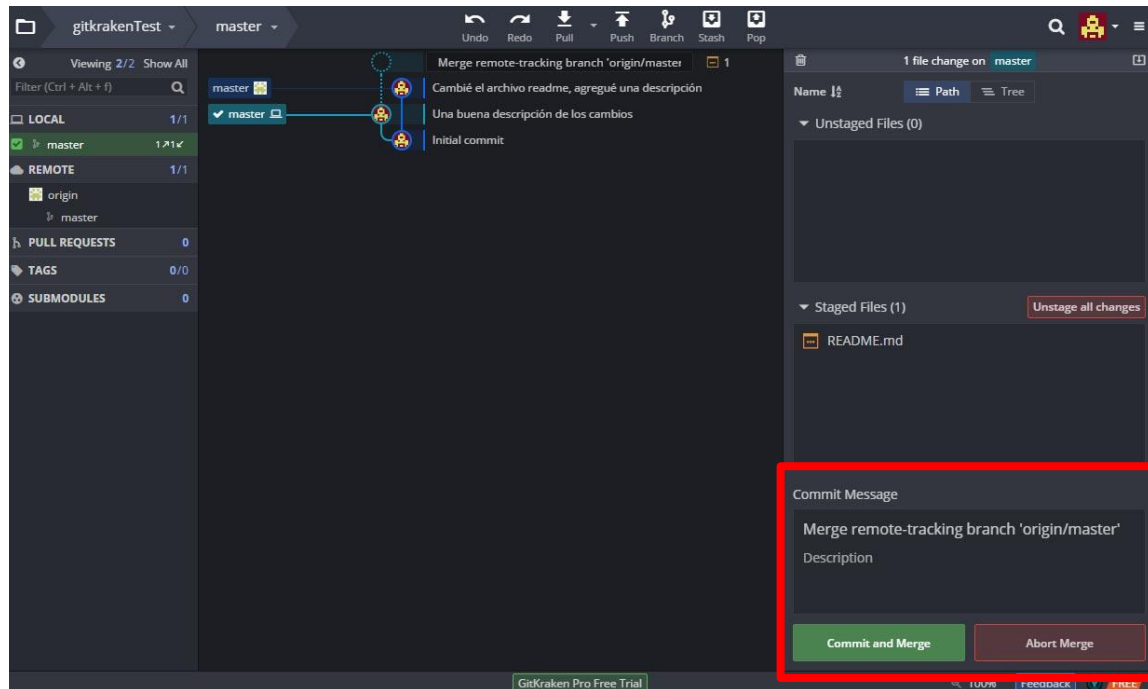 gitkrakenTest
master
Undo
Redo
Pull
Push
Branch
Stash
Pop
Viewing 2/2 Show All
Filter (Ctrl + Alt + f)
LOCAL 1/1
master 1 1
REMOTE 1/1
origin
master
PULL REQUESTS 0
TAGS 0/0
SUBMODULES 0
Merge remote-tracking branch 'origin/master 1
master Cambié el archivo readme, agregué una descripción
master Una buena descripción de los cambios
Initial commit
1 file change on master
Name Path Tree
Unstaged Files (0)
Staged Files (1) Unstage all changes
README.md
Commit Message
Merge remote-tracking branch 'origin/master'
Description
Commit and Merge Abort Merge
GitKraken Pro Free Trial 100% Feedback FREE